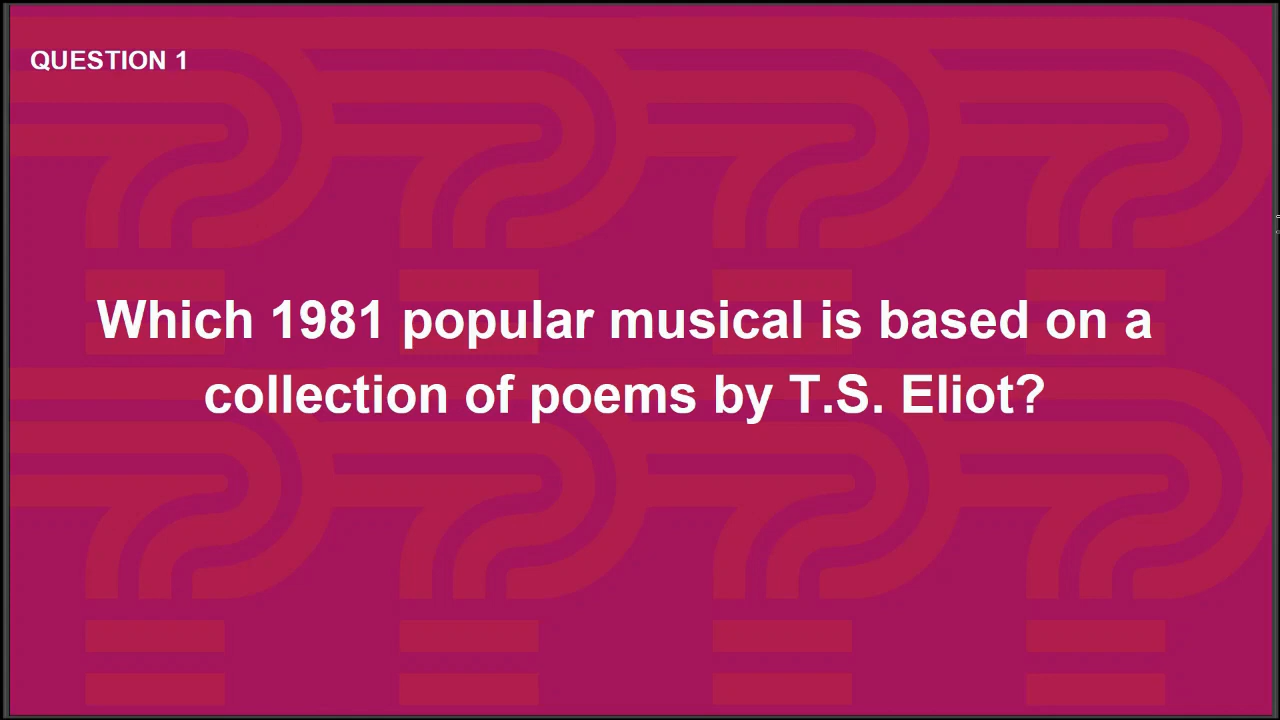 QUESTION 1
Which 1981 popular musical is based on a
collection of poems by T.S. Eliot?